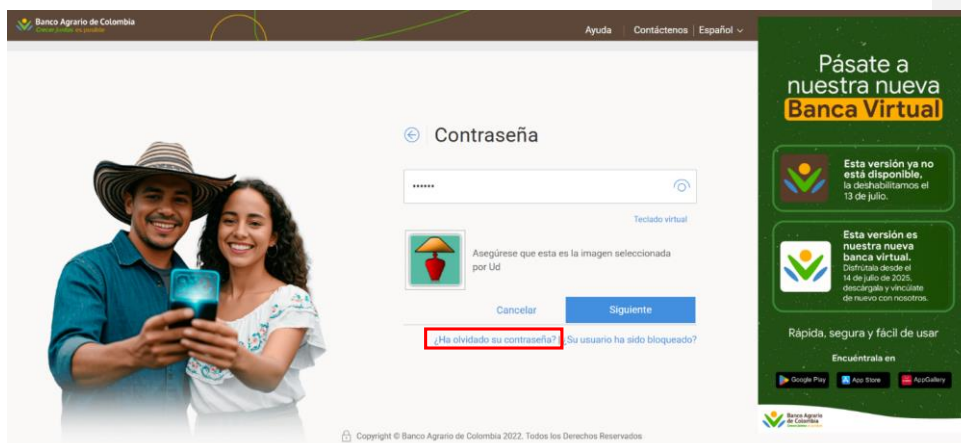 Banco Agrario de Colombia
Crecer juntos es posible
Ayuda
Contáctenos
Español
Contraseña
Teclado virtual
Asegúrese que esta es la imagen seleccionada
por Ud
Cancelar
Siguiente
¿Ha olvidado su contraseña?
¿Su usuario ha sido bloqueado?
Copyright © Banco Agrario de Colombia 2022. Todos los Derechos Reservados
Pásate a
nuestra nueva
Banca Virtual
Esta versión ya no
está disponible,
la deshabilitamos el
13 de julio.
Esta versión es
nuestra nueva
banca virtual.
Disfrútala desde el
14 de julio de 2025,
descárgala y vincúlate
de nuevo con nosotros.
Rápida, segura y fácil de usar
Encuéntrala en
Google Play
App Store
AppGallery
Banco Agrario
de Colombia